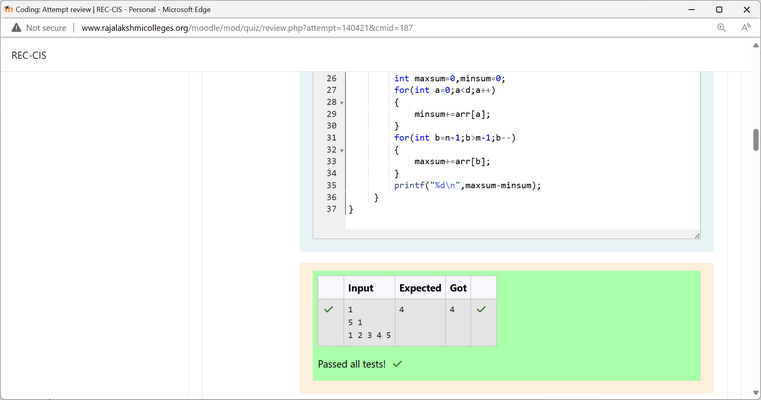 Coding: Attempt review | REC-CIS - Personal - Microsoft Edge
Not secure | www.rajalakshmicolleges.org/moodle/mod/quiz/review.php?attempt=140421&cmid=187
REC-CIS
26 int maxsum=0,minsum=0;
27 for(int a=0;a<d;a++)
28 {
29 minsum+=arr[a];
30 }
31 for(int b=n-1;b>m-1;b--)
32 {
33 maxsum+=arr[b];
34 }
35 printf("%d\n",maxsum-minsum);
36 }
37 }
Input Expected Got
1 4 4
5 1
1 2 3 4 5
Passed all tests!